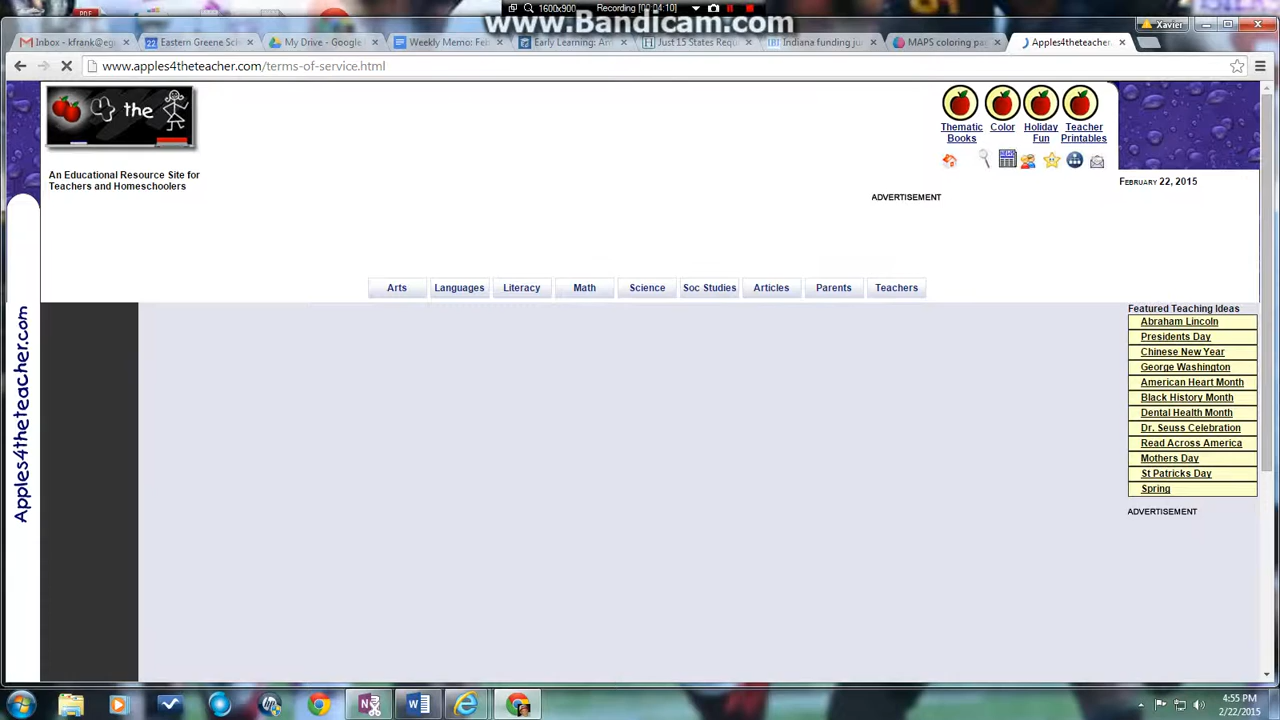 1600x900 Recording [00:04:10]
www.Bandicam.com
PDF
Xavier
Inbox - kfrank@eg
22 Eastern Greene Sch
My Drive - Google
Weekly Memo: Fe
Early Learning: An
Just 15 States Requ
Indiana funding ju
MAPS coloring pa
Apples4theteacher.
www.apples4theteacher.com/terms-of-service.html
the
Thematic Books
Color
Holiday Fun
Teacher Printables
An Educational Resource Site for
Teachers and Homeschoolers
February 22, 2015
ADVERTISEMENT
Arts Languages Literacy Math Science Soc Studies Articles Parents Teachers
Apples4theteacher.com
Featured Teaching Ideas
Abraham Lincoln
Presidents Day
Chinese New Year
George Washington
American Heart Month
Black History Month
Dental Health Month
Dr. Seuss Celebration
Read Across America
Mothers Day
St Patricks Day
Spring
ADVERTISEMENT
4:55 PM
2/22/2015